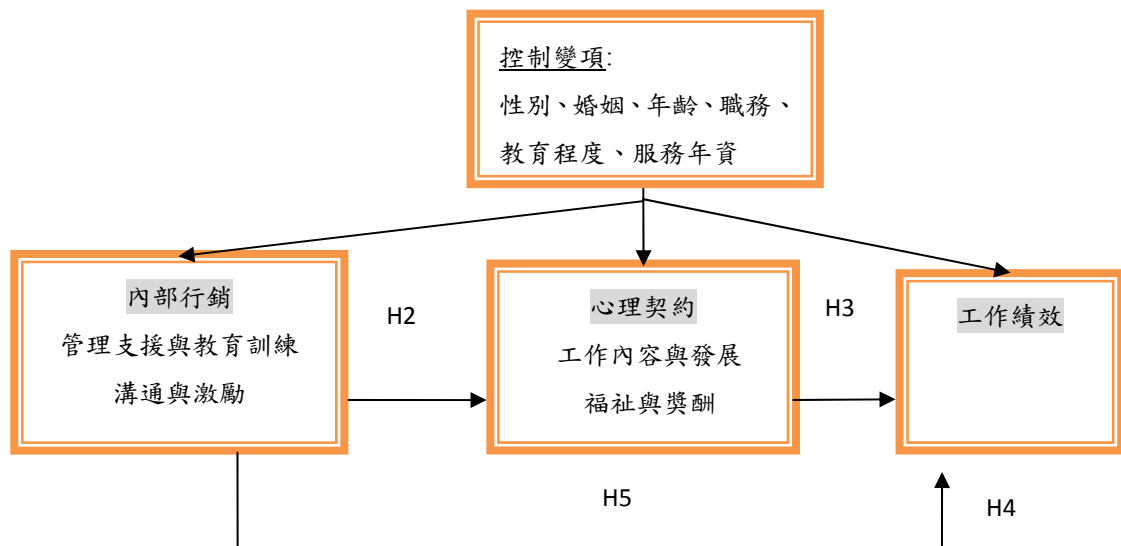 控制變項:
性別、婚姻、年齡、職務、
教育程度、服務年資
內部行銷
管理支援與教育訓練
溝通與激勵
H2
心理契約
工作內容與發展
福祉與獎酬
H3
工作績效
H5
H4